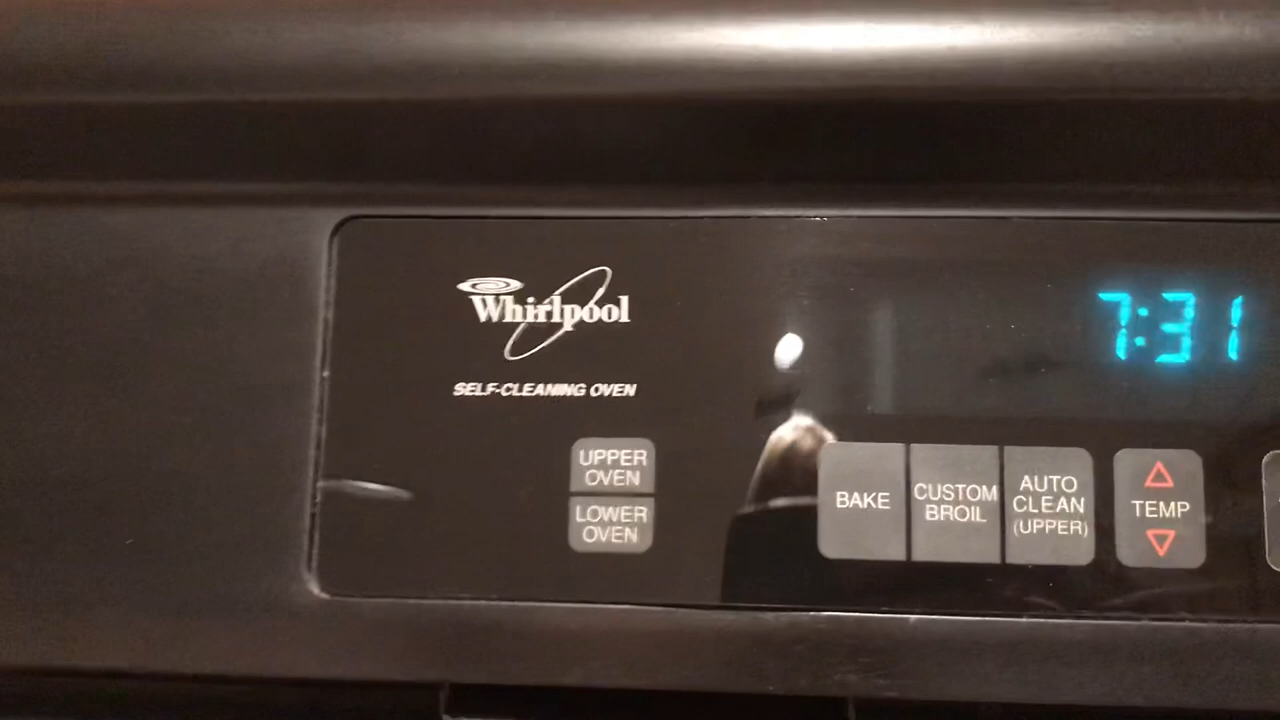 Whirlpool
SELF-CLEANING OVEN
7:31
UPPER
OVEN
LOWER
OVEN
BAKE
CUSTOM
BROIL
AUTO
CLEAN
(UPPER)
TEMP